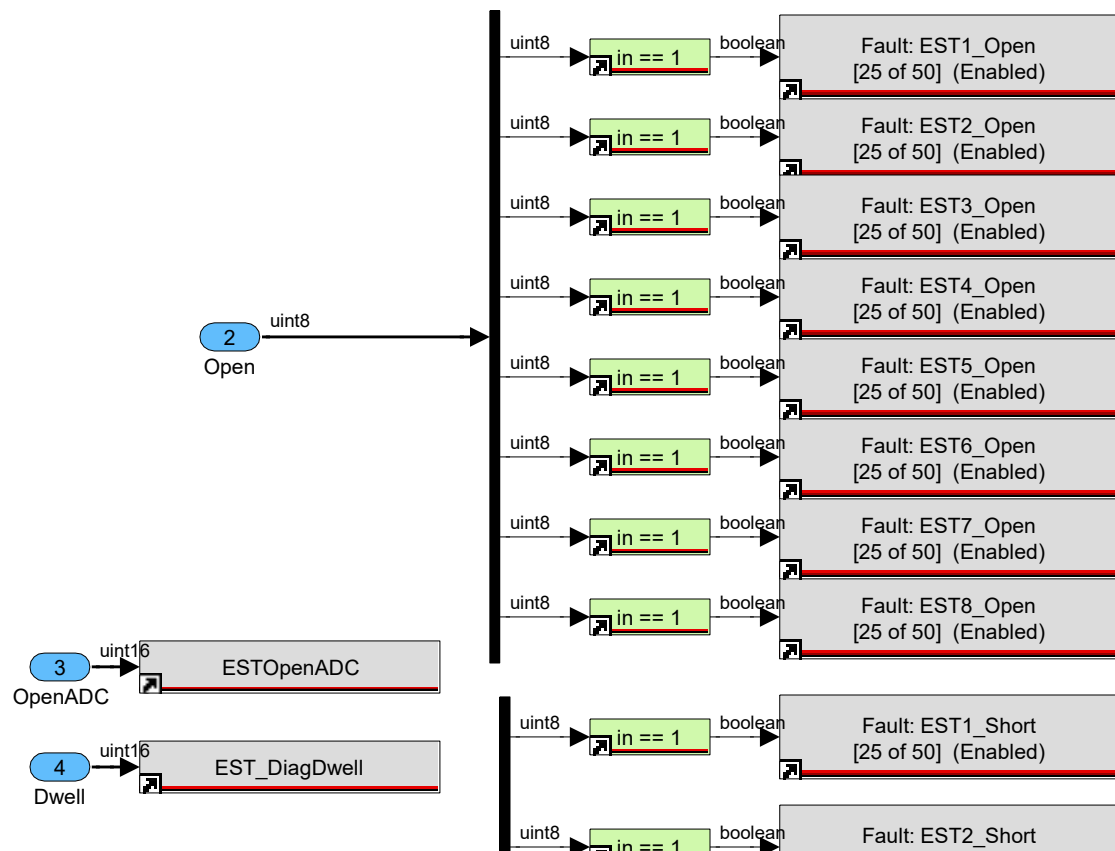 uint8
in == 1
boolean
Fault: EST1_Open
[25 of 50]  (Enabled)
uint8
in == 1
boolean
Fault: EST2_Open
[25 of 50]  (Enabled)
uint8
in == 1
boolean
Fault: EST3_Open
[25 of 50]  (Enabled)
uint8
in == 1
boolean
Fault: EST4_Open
[25 of 50]  (Enabled)
2
uint8
Open
uint8
in == 1
boolean
Fault: EST5_Open
[25 of 50]  (Enabled)
uint8
in == 1
boolean
Fault: EST6_Open
[25 of 50]  (Enabled)
uint8
in == 1
boolean
Fault: EST7_Open
[25 of 50]  (Enabled)
uint8
in == 1
boolean
Fault: EST8_Open
[25 of 50]  (Enabled)
3
uint16
OpenADC
ESTOpenADC
uint8
in == 1
boolean
Fault: EST1_Short
[25 of 50]  (Enabled)
4
uint16
Dwell
EST_DiagDwell
uint8
in == 1
boolean
Fault: EST2_Short